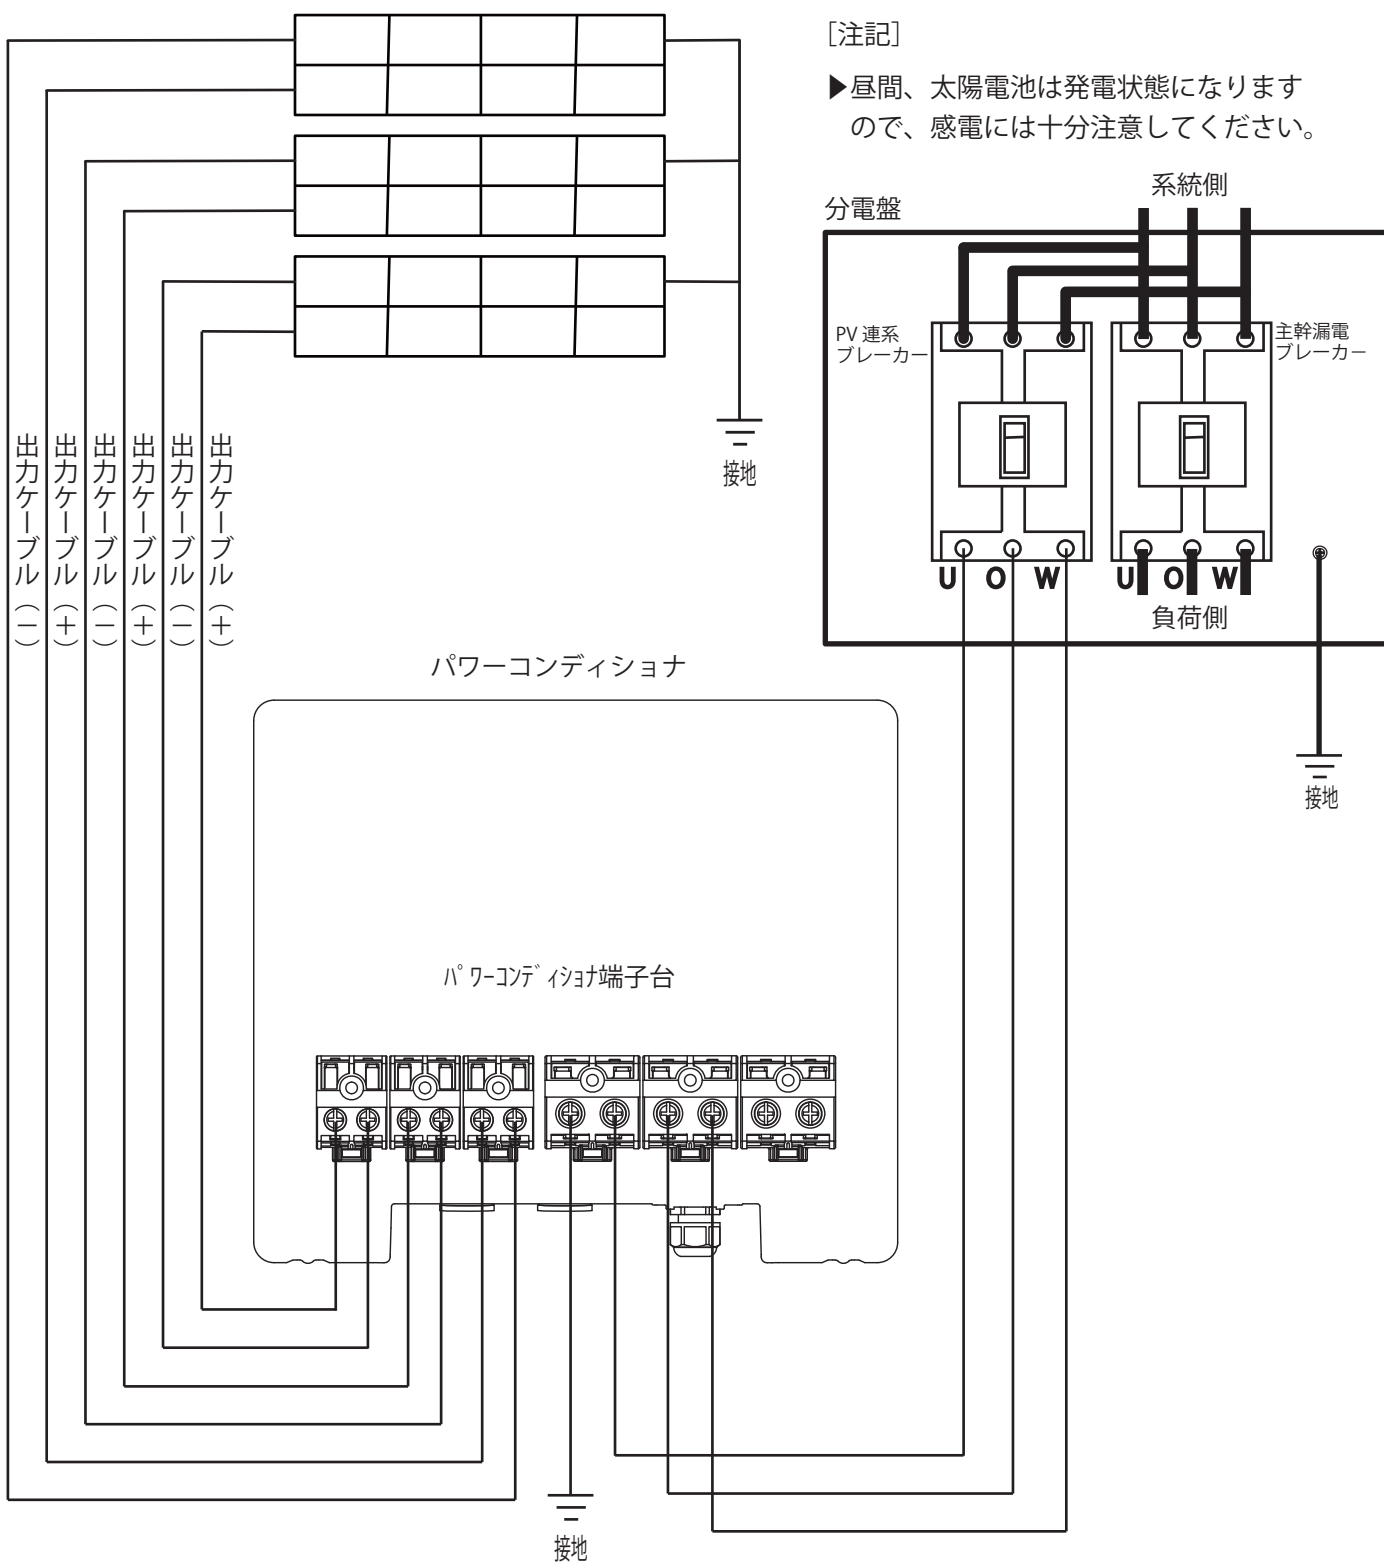 ［注記］
▶昼間、太陽電池は発電状態になります
ので、感電には十分注意してください。
系統側
分電盤
PV 連系
ブレーカー
主幹漏電
ブレーカー
U O W
U O W
負荷側
接地
接地
出力ケーブル（－）
出力ケーブル（＋）
出力ケーブル（－）
出力ケーブル（＋）
出力ケーブル（－）
出力ケーブル（＋）
パワーコンディショナ
ﾊﾟﾜｰｺﾝﾃﾞｨｼｮﾅ端子台
接地